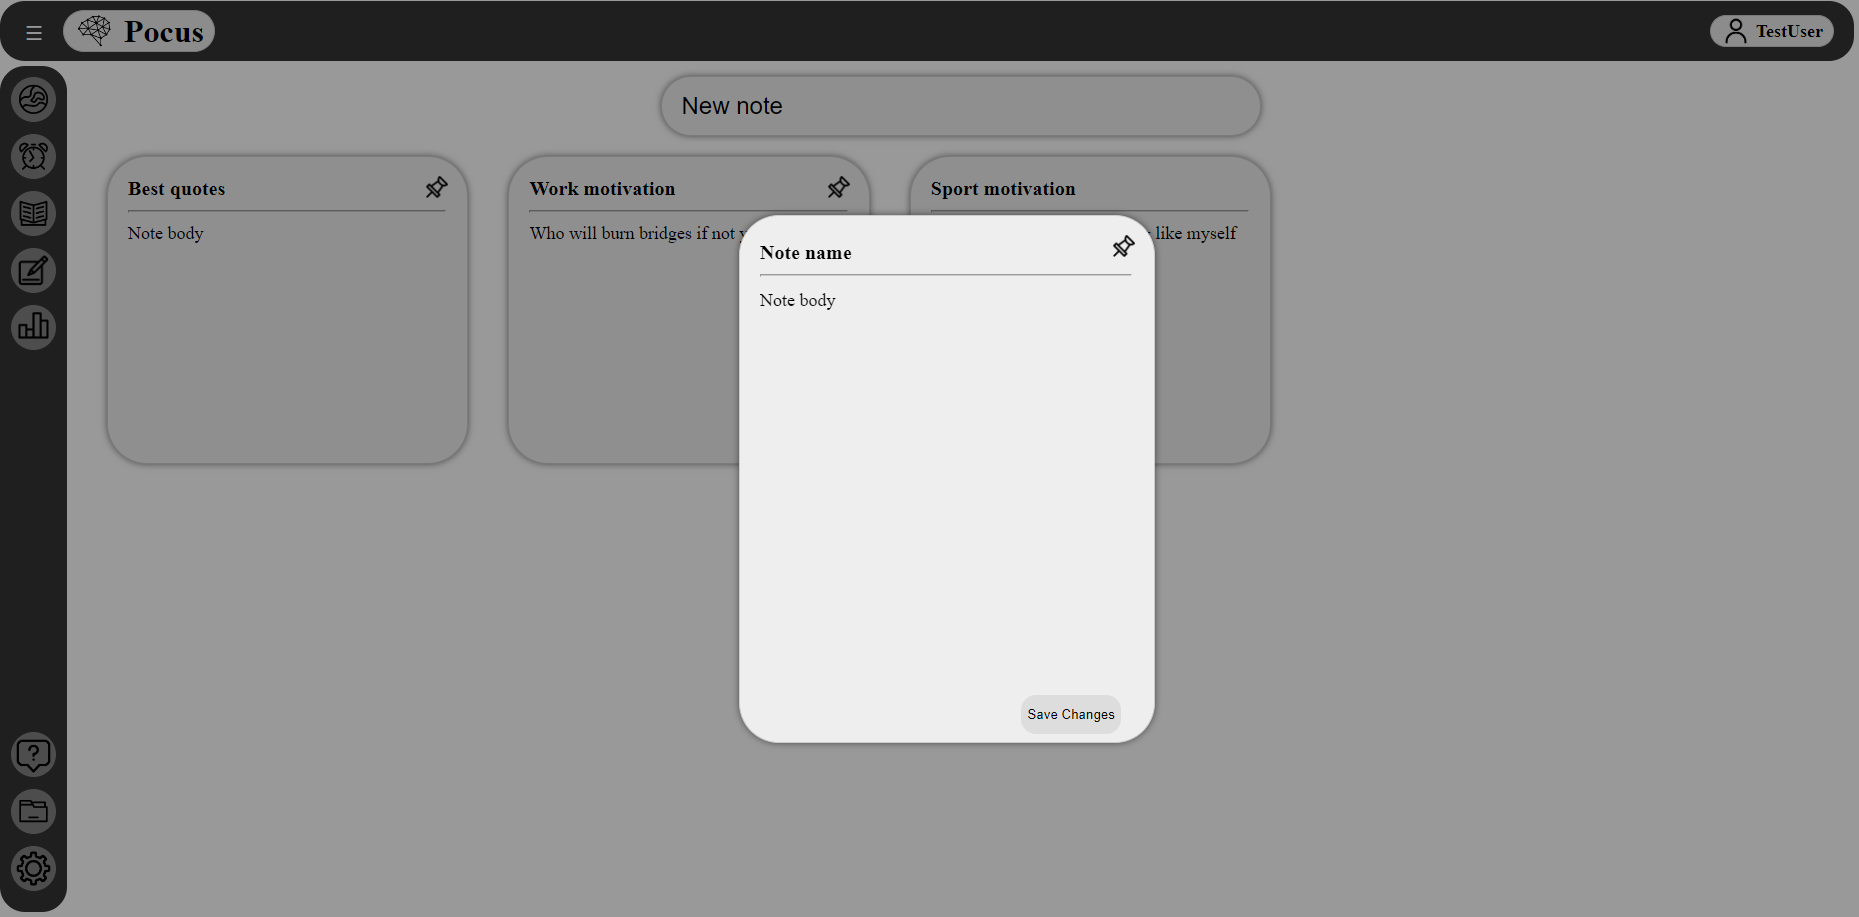 Pocus
TestUser
New note
Best quotes
Note body
Work motivation
Who will burn bridges if not
Sport motivation
like myself
Note name
Note body
Save Changes
?